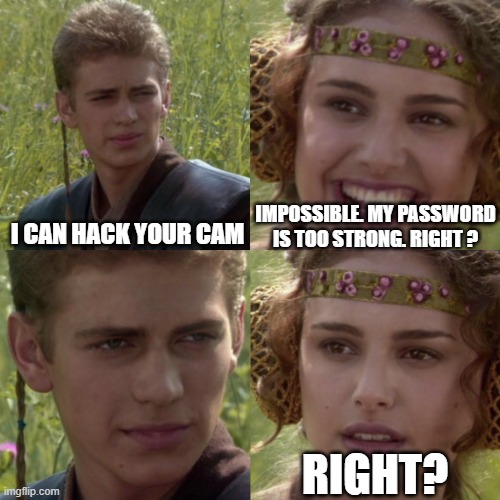 I CAN HACK YOUR CAM
IMPOSSIBLE. MY PASSWORD
IS TOO STRONG. RIGHT ?
RIGHT?
imgflip.com